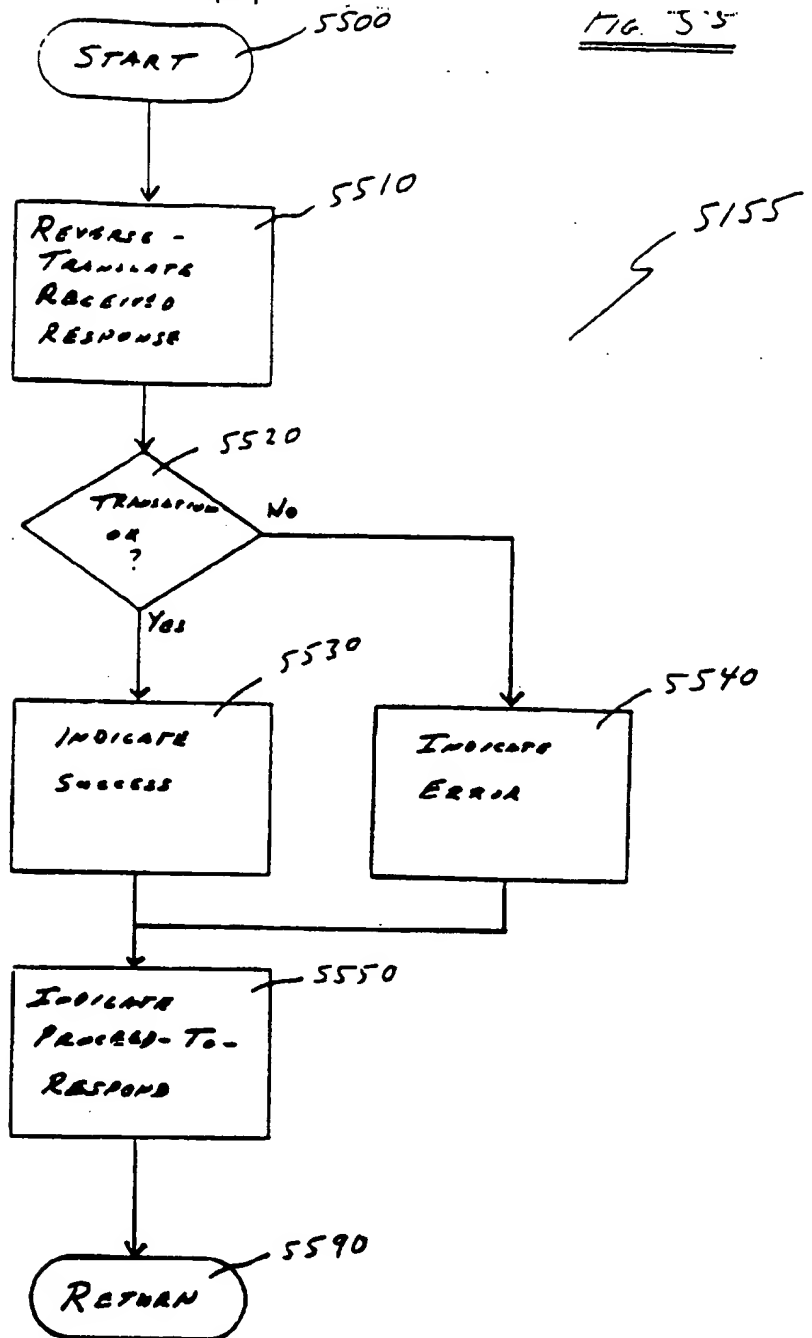 5500
FIG. 55
START
5510
5155
REVERSE-
TRANSLATE
RECEIVED
RESPONSE
5520
TRANSLATION
OK
?
No
Yes
5530
5540
INDICATE
SUCCESS
INDICATE
ERROR
5550
INDICATE
PROCEED-TO-
RESPOND
5590
RETURN